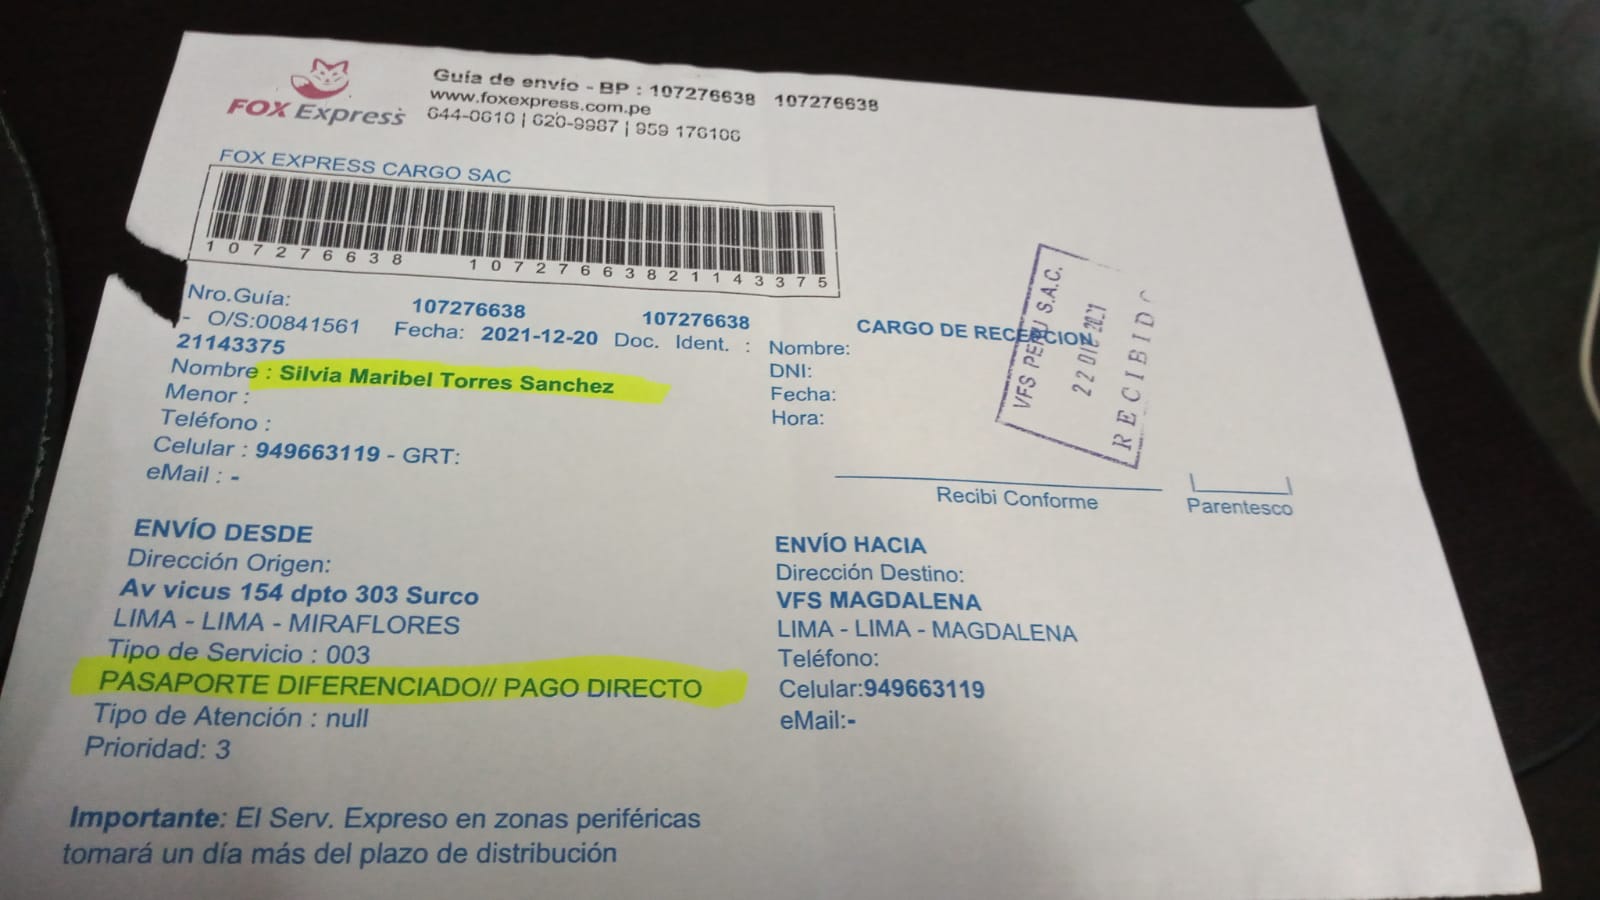 FOX Express
Guía de envío - BP : 107276638 107276638
www.foxexpress.com.pe
644-0610 | 620-9987 | 959 176106
FOX EXPRESS CARGO SAC
107276638 10727663821143375
Nro.Guía: 107276638 107276638
- O/S:00841561 Fecha: 2021-12-20 Doc. Ident. :
21143375
Nombre : Silvia Maribel Torres Sanchez
Menor :
Teléfono :
Celular : 949663119 - GRT:
eMail : -
CARGO DE RECEPCION
Nombre:
DNI:
Fecha:
Hora:
VFS PERU S.A.C.
22 DIC 2021
RECIBIDO
Recibi Conforme
Parentesco
ENVÍO DESDE
Dirección Origen:
Av vicus 154 dpto 303 Surco
LIMA - LIMA - MIRAFLORES
Tipo de Servicio : 003
PASAPORTE DIFERENCIADO// PAGO DIRECTO
Tipo de Atención : null
Prioridad: 3
ENVÍO HACIA
Dirección Destino:
VFS MAGDALENA
LIMA - LIMA - MAGDALENA
Teléfono:
Celular:949663119
eMail:-
Importante: El Serv. Expreso en zonas periféricas
tomará un día más del plazo de distribución